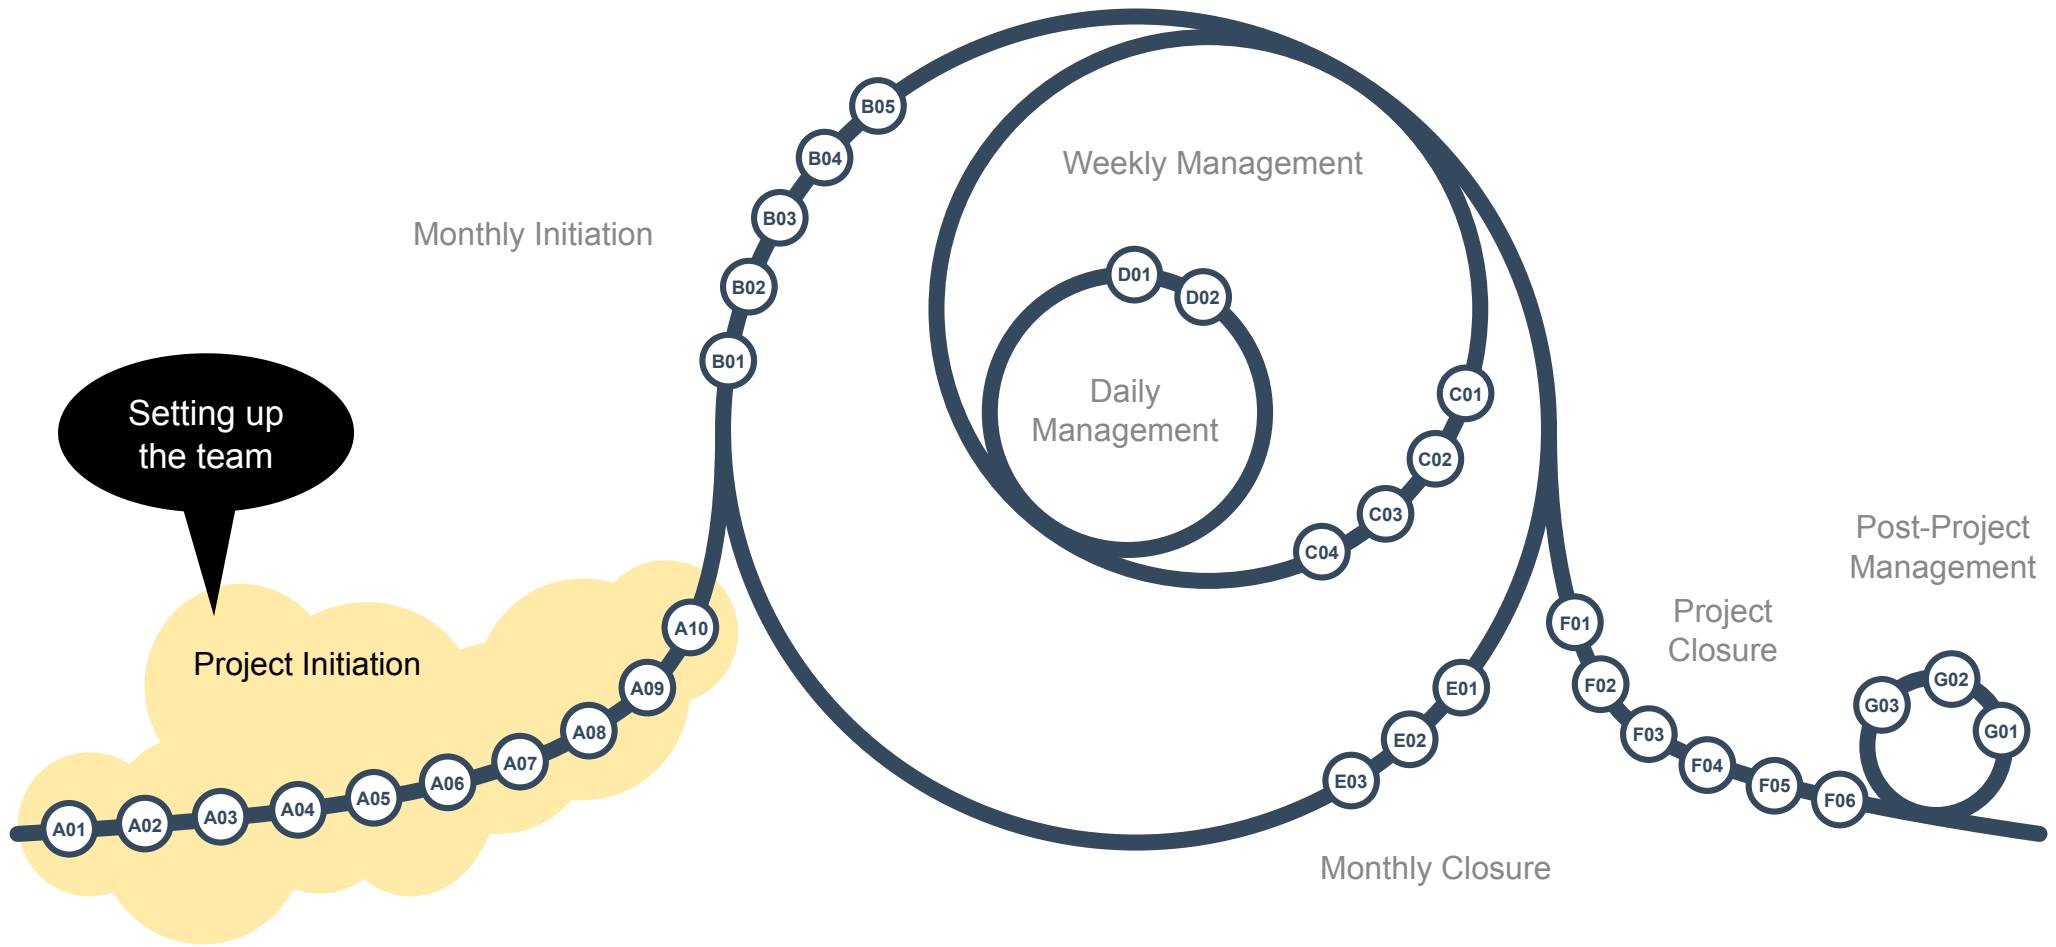 B05
B04
Weekly Management
B03
Monthly Initiation
D01
B02
D02
B01
Daily
Management
C01
Setting up
the team
C02
C03
C04
Post-Project
Management
Project
Closure
F01
A10
Project Initiation
G02
F02
A09
E01
G03
G01
A08
E02
F03
A07
F04
A06
E03
F05
A05
F06
A04
A03
A02
A01
Monthly Closure